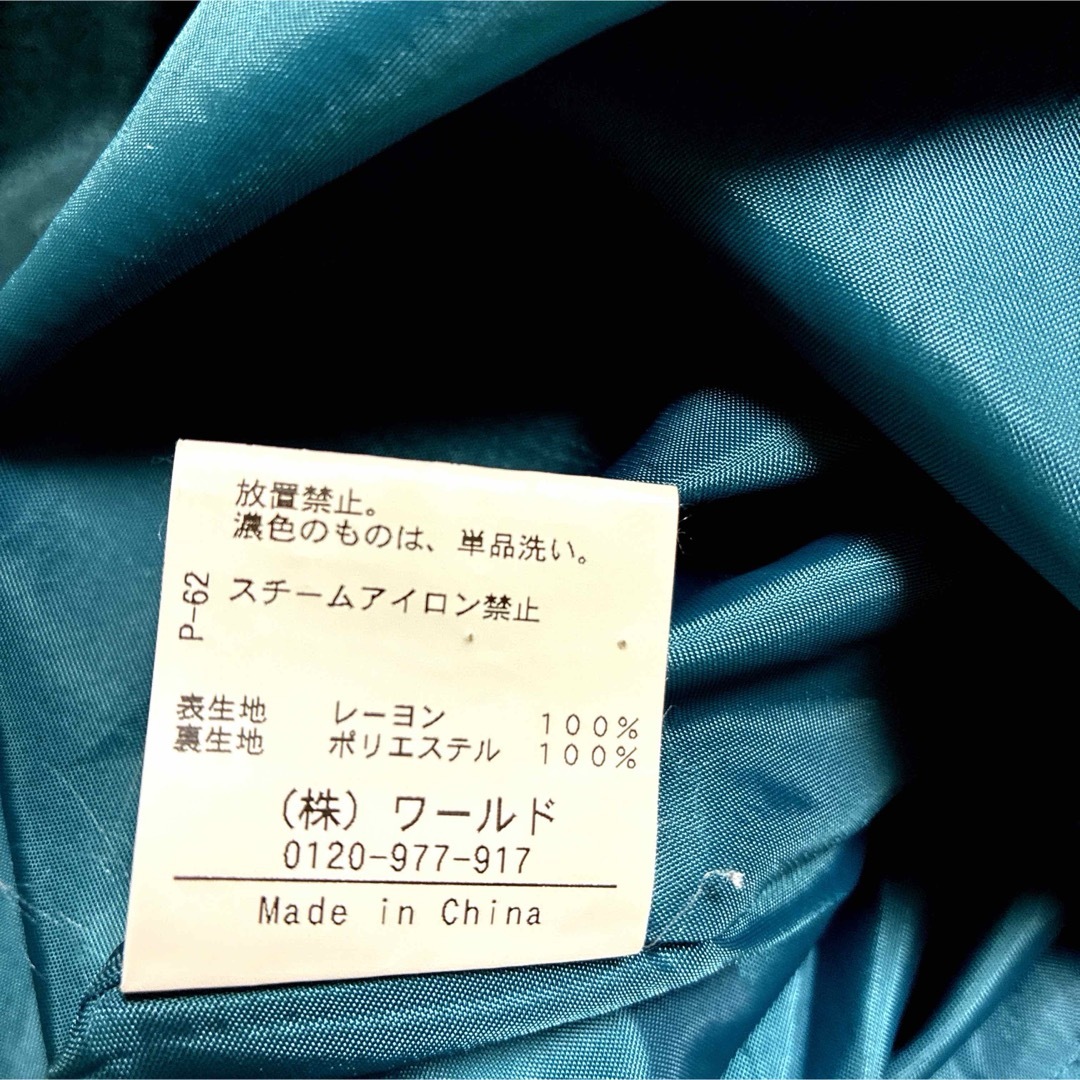 放置禁止。
濃色のものは、単品洗い。
P-62
スチームアイロン禁止
表生地 レーヨン 100%
裏生地 ポリエステル 100%
(株) ワールド
0120-977-917
Made in China